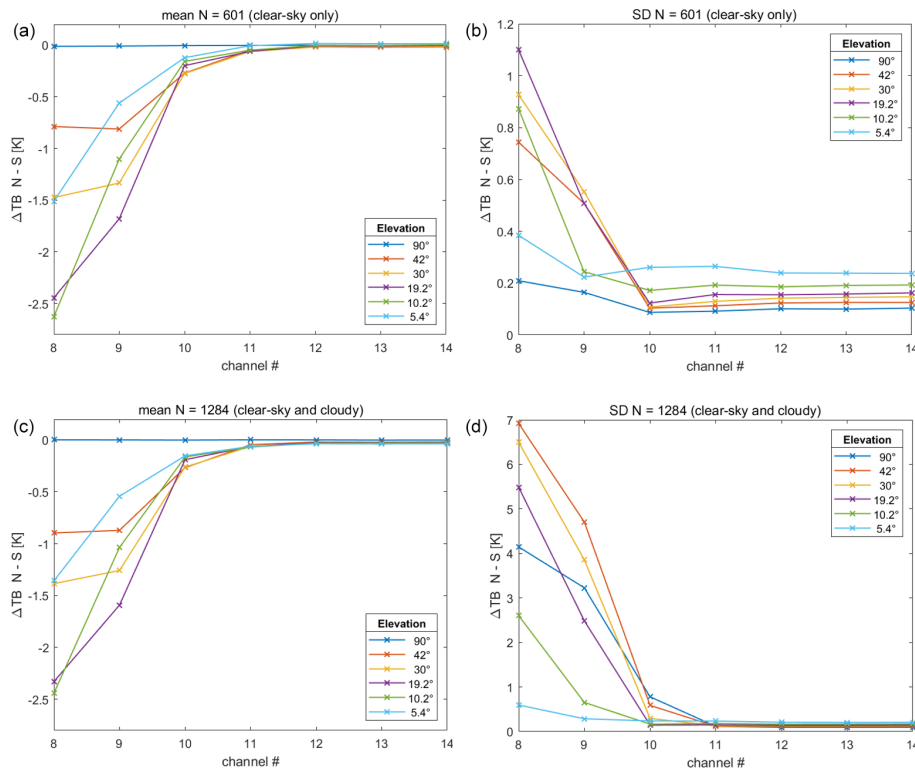 (a)
mean N = 601 (clear-sky only)
0
-0.5
-1
-1.5
-2
-2.5
Δ TB N - S [K]
8 9 10 11 12 13 14
channel #
Elevation
90°
42°
30°
19.2°
10.2°
5.4°
(b)
SD N = 601 (clear-sky only)
1.2
1
0.8
0.6
0.4
0.2
0
Δ TB N - S [K]
8 9 10 11 12 13 14
channel #
Elevation
90°
42°
30°
19.2°
10.2°
5.4°
(c)
mean N = 1284 (clear-sky and cloudy)
0
-0.5
-1
-1.5
-2
-2.5
Δ TB N - S [K]
8 9 10 11 12 13 14
channel #
Elevation
90°
42°
30°
19.2°
10.2°
5.4°
(d)
SD N = 1284 (clear-sky and cloudy)
7
6
5
4
3
2
1
0
Δ TB N - S [K]
8 9 10 11 12 13 14
channel #
Elevation
90°
42°
30°
19.2°
10.2°
5.4°